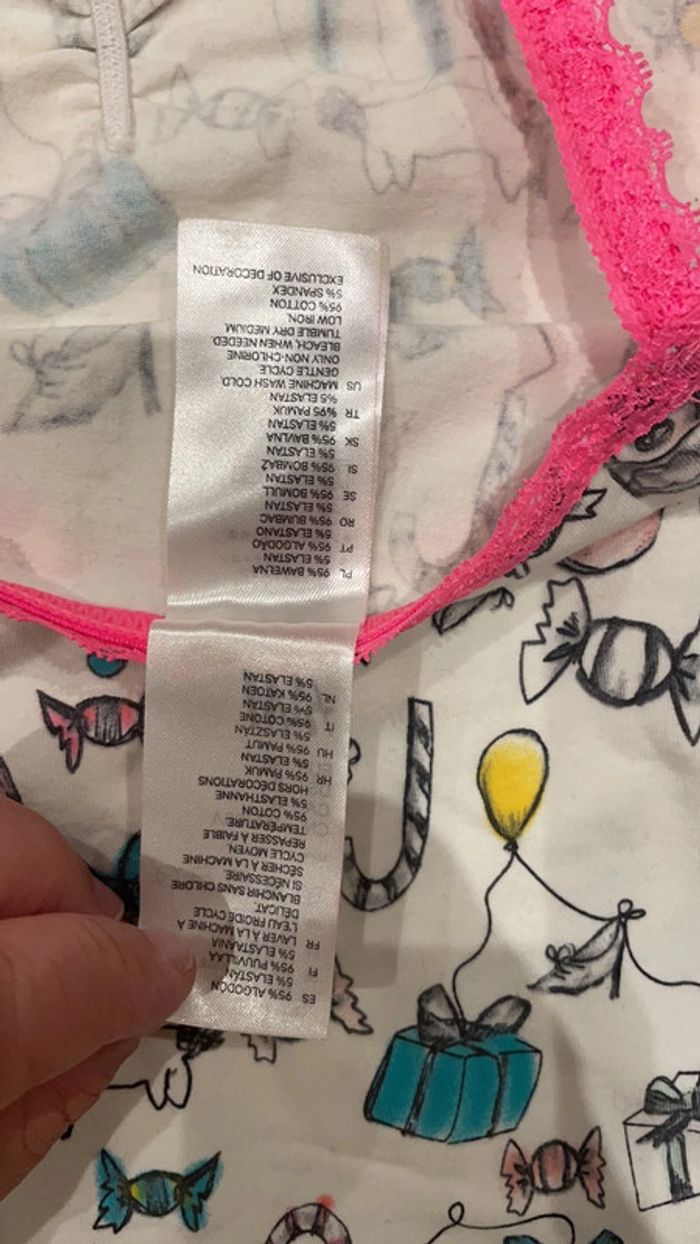 ES 95% ALGODÓN
5% ELASTÁN
FI 95% PUUVILLAA
5% ELASTAANIA
FR LAVER À LA MACHINE À
L'EAU FROIDE CYCLE
DÉLICAT.
BLANCHIR SANS CHLORE
SI NÉCESSAIRE
SÉCHER À LA MACHINE
CYCLE MOYEN.
REPASSER À FAIBLE
TEMPÉRATURE.
95% COTON
5% ELASTHANNE
HORS DÉCORATIONS
HR 95% PAMUK
5% ELASTAN
HU 95% PAMUT
5% ELASZTÁN
IT 95% COTONE
5% ELASTAN
NL 95% KATOEN
5% ELASTAN
PL 95% BAWEŁNA
5% ELASTAN
PT 95% ALGODÃO
5% ELASTANO
RO 95% BUMBAC
5% ELASTAN
SE 95% BOMULL
5% ELASTAN
SI 95% BOMBAŽ
5% ELASTAN
SK 95% BAVLNA
5% ELASTAN
TR %95 PAMUK
%5 ELASTAN
US MACHINE WASH COLD.
GENTLE CYCLE
ONLY NON-CHLORINE
BLEACH, WHEN NEEDED
TUMBLE DRY MEDIUM.
LOW IRON.
95% COTTON
5% SPANDEX
EXCLUSIVE OF DECORATION